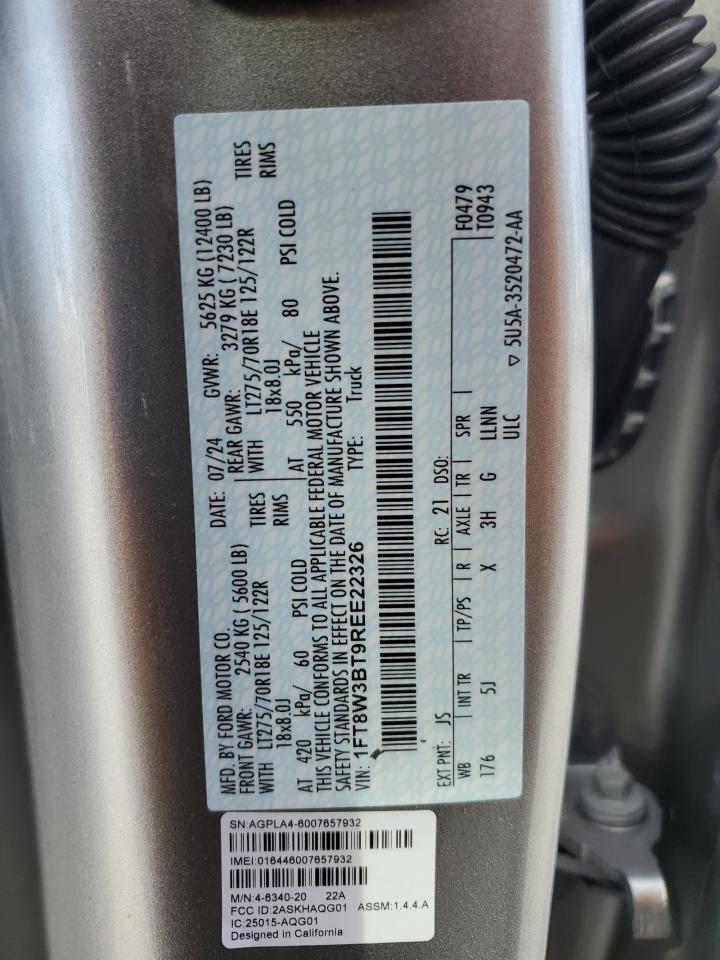 MFD. BY FORD MOTOR CO.
DATE: 07/24
GVWR: 5625 KG (12400 LB)
FRONT GAWR: 2540 KG ( 5600 LB)
REAR GAWR: 3279 KG ( 7230 LB)
WITH LT275/70R18E 125/122R TIRES
WITH LT275/70R18E 125/122R TIRES
18x8.0J RIMS
18x8.0J RIMS
AT 420 kPa/ 60 PSI COLD
AT 550 kPa/ 80 PSI COLD
THIS VEHICLE CONFORMS TO ALL APPLICABLE FEDERAL MOTOR VEHICLE
SAFETY STANDARDS IN EFFECT ON THE DATE OF MANUFACTURE SHOWN ABOVE.
VIN: 1FT8W3BT9REE22326
TYPE: Truck
F0479
T0943
EXT PNT: JS RC: 21 DSO:
WB INT TR TP/PS R AXLE TR SPR
176 5J X 3H G LLNN
ULC
▽ 5U5A-3520472-AA
SN:AGPLA4-6007657932
IMEI:016446007657932
M/N:4-6340-20 22A
FCC ID:2ASKHAQG01 ASSM:1.4.4.A
IC:25015-AQG01
Designed in California